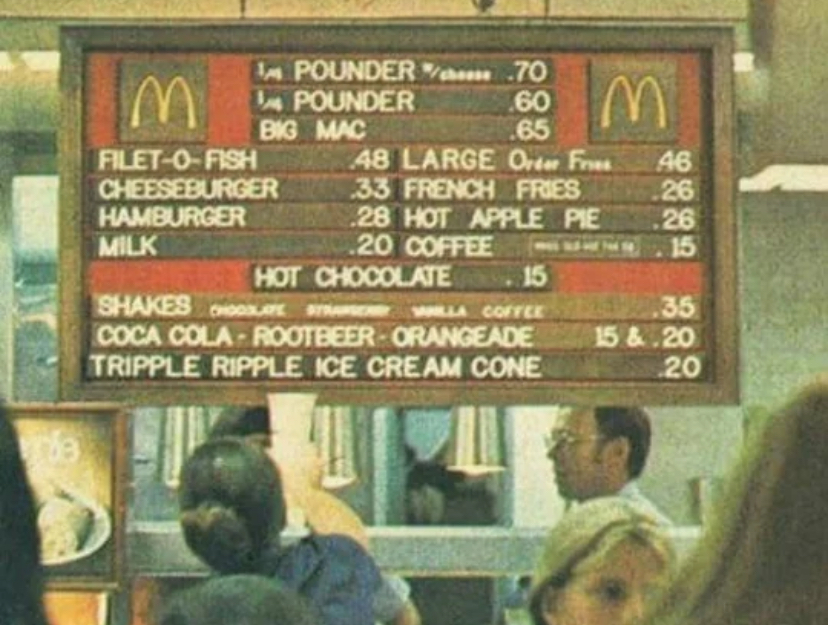 1/4 POUNDER W/cheese .70
1/4 POUNDER .60
BIG MAC .65
FILET-O-FISH .48 LARGE Order Fries .46
CHEESEBURGER .33 FRENCH FRIES .26
HAMBURGER .28 HOT APPLE PIE .26
MILK .20 COFFEE .15
HOT CHOCOLATE .15
SHAKES CHOCOLATE STRAWBERRY VANILLA COFFEE .35
COCA COLA - ROOTBEER - ORANGEADE 15 & .20
TRIPPLE RIPPLE ICE CREAM CONE .20